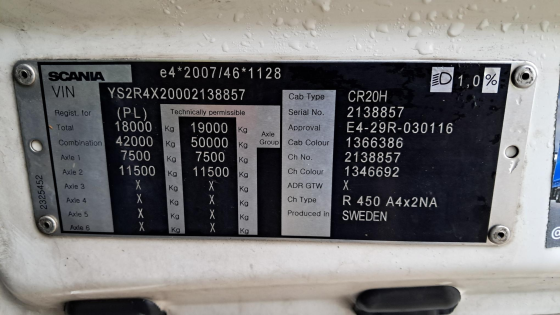 SCANIA e4*2007/46*1128
VIN YS2R4X20002138857
1,0 %
Regist. for (PL) Technically permissible
Total 18000 Kg 19000 Kg
Combination 42000 Kg 50000 Kg Axle Group
Axle 1 7500 Kg 7500 Kg
Axle 2 11500 Kg 11500 Kg
Axle 3 X Kg X Kg
Axle 4 X Kg X Kg
Axle 5 X Kg X Kg
Axle 6 X Kg X Kg
Cab Type CR20H
Serial No. 2138857
Approval E4-29R-030116
Cab Colour 1366386
Ch No. 2138857
Ch Colour 1346692
ADR GTW X
Ch Type R 450 A4x2NA
Produced in SWEDEN
2325452